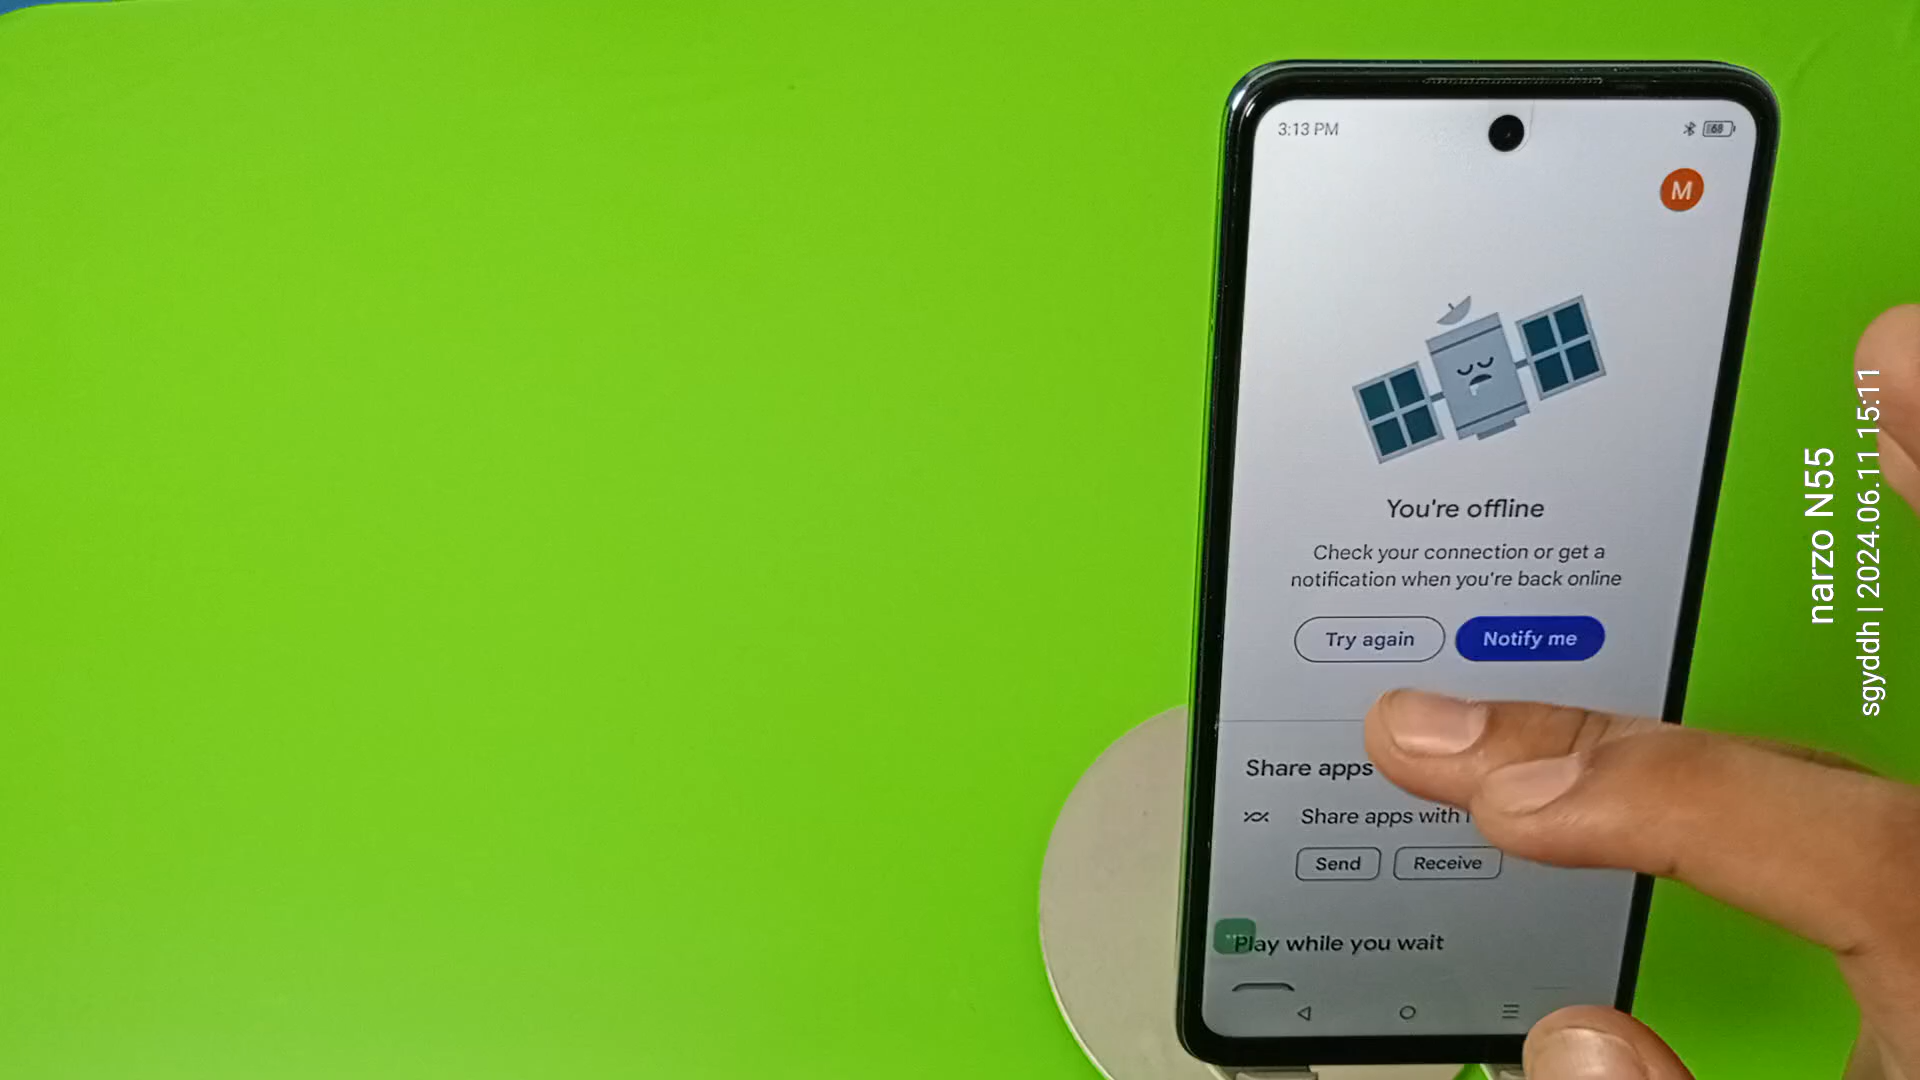 3:13 PM
68
M
You're offline
Check your connection or get a
notification when you're back online
Try again
Notify me
Share apps
Share apps with
Send
Receive
Play while you wait
narzo N55
sgyddh | 2024.06.11 15:11